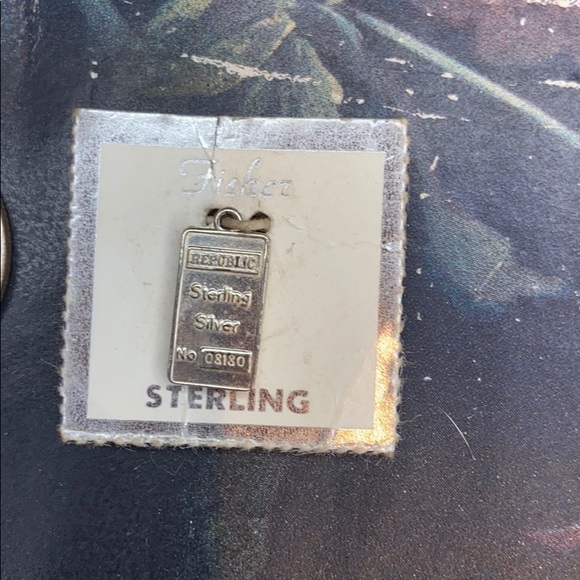 Fisher
REPUBLIC
Sterling
Silver
No 08180
STERLING